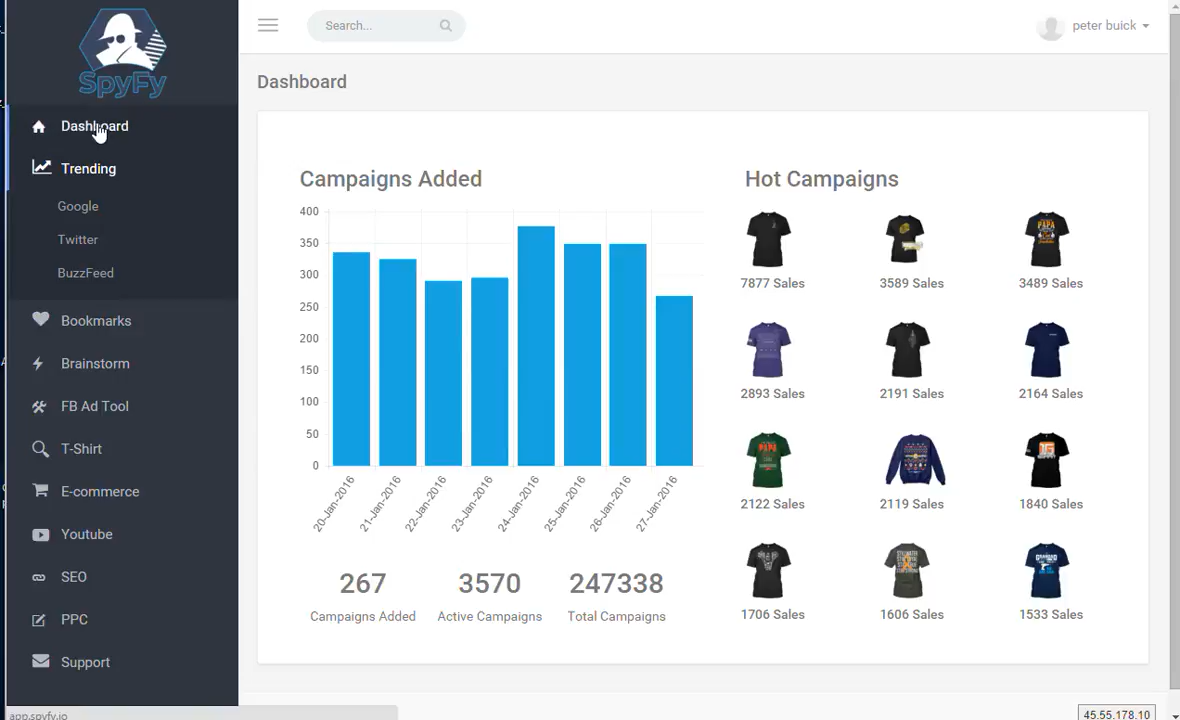 SpyFy
Search...
peter buick
Dashboard
Trending
Google
Twitter
BuzzFeed
Bookmarks
Brainstorm
FB Ad Tool
T-Shirt
E-commerce
Youtube
SEO
PPC
Support
app.spyfy.io
Dashboard
Campaigns Added
400
350
300
250
200
150
100
50
0
20-Jan-2016
21-Jan-2016
22-Jan-2016
23-Jan-2016
24-Jan-2016
25-Jan-2016
26-Jan-2016
27-Jan-2016
267
Campaigns Added
3570
Active Campaigns
247338
Total Campaigns
Hot Campaigns
7877 Sales
3589 Sales
PAPA
3489 Sales
2893 Sales
2191 Sales
2164 Sales
PAPA
2122 Sales
2119 Sales
1840 Sales
1706 Sales
1606 Sales
1533 Sales
45.55.178.10